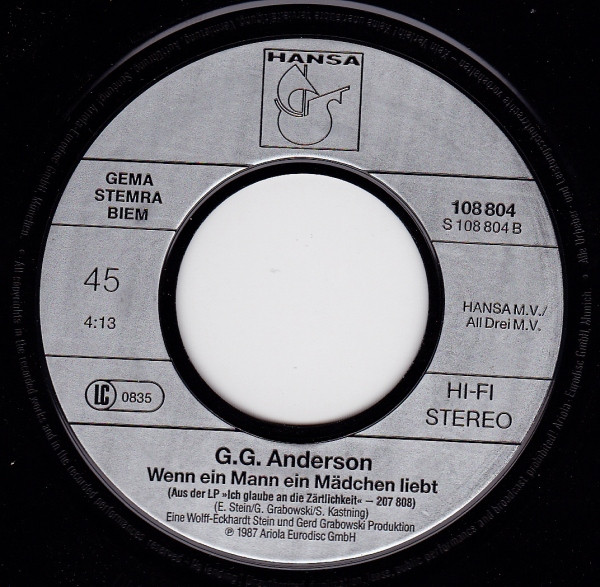 HANSA
GEMA
STEMRA
BIEM
108 804
S 108 804 B
45
4:13
HANSA M.V./
All Drei M.V.
LC 0835
HI-FI
STEREO
G.G. Anderson
Wenn ein Mann ein Mädchen liebt
(Aus der LP »Ich glaube an die Zärtlichkeit« – 207 808)
(E. Stein/G. Grabowski/S. Kastning)
Eine Wolff-Eckhardt Stein und Gerd Grabowski Produktion
℗ 1987 Ariola Eurodisc GmbH